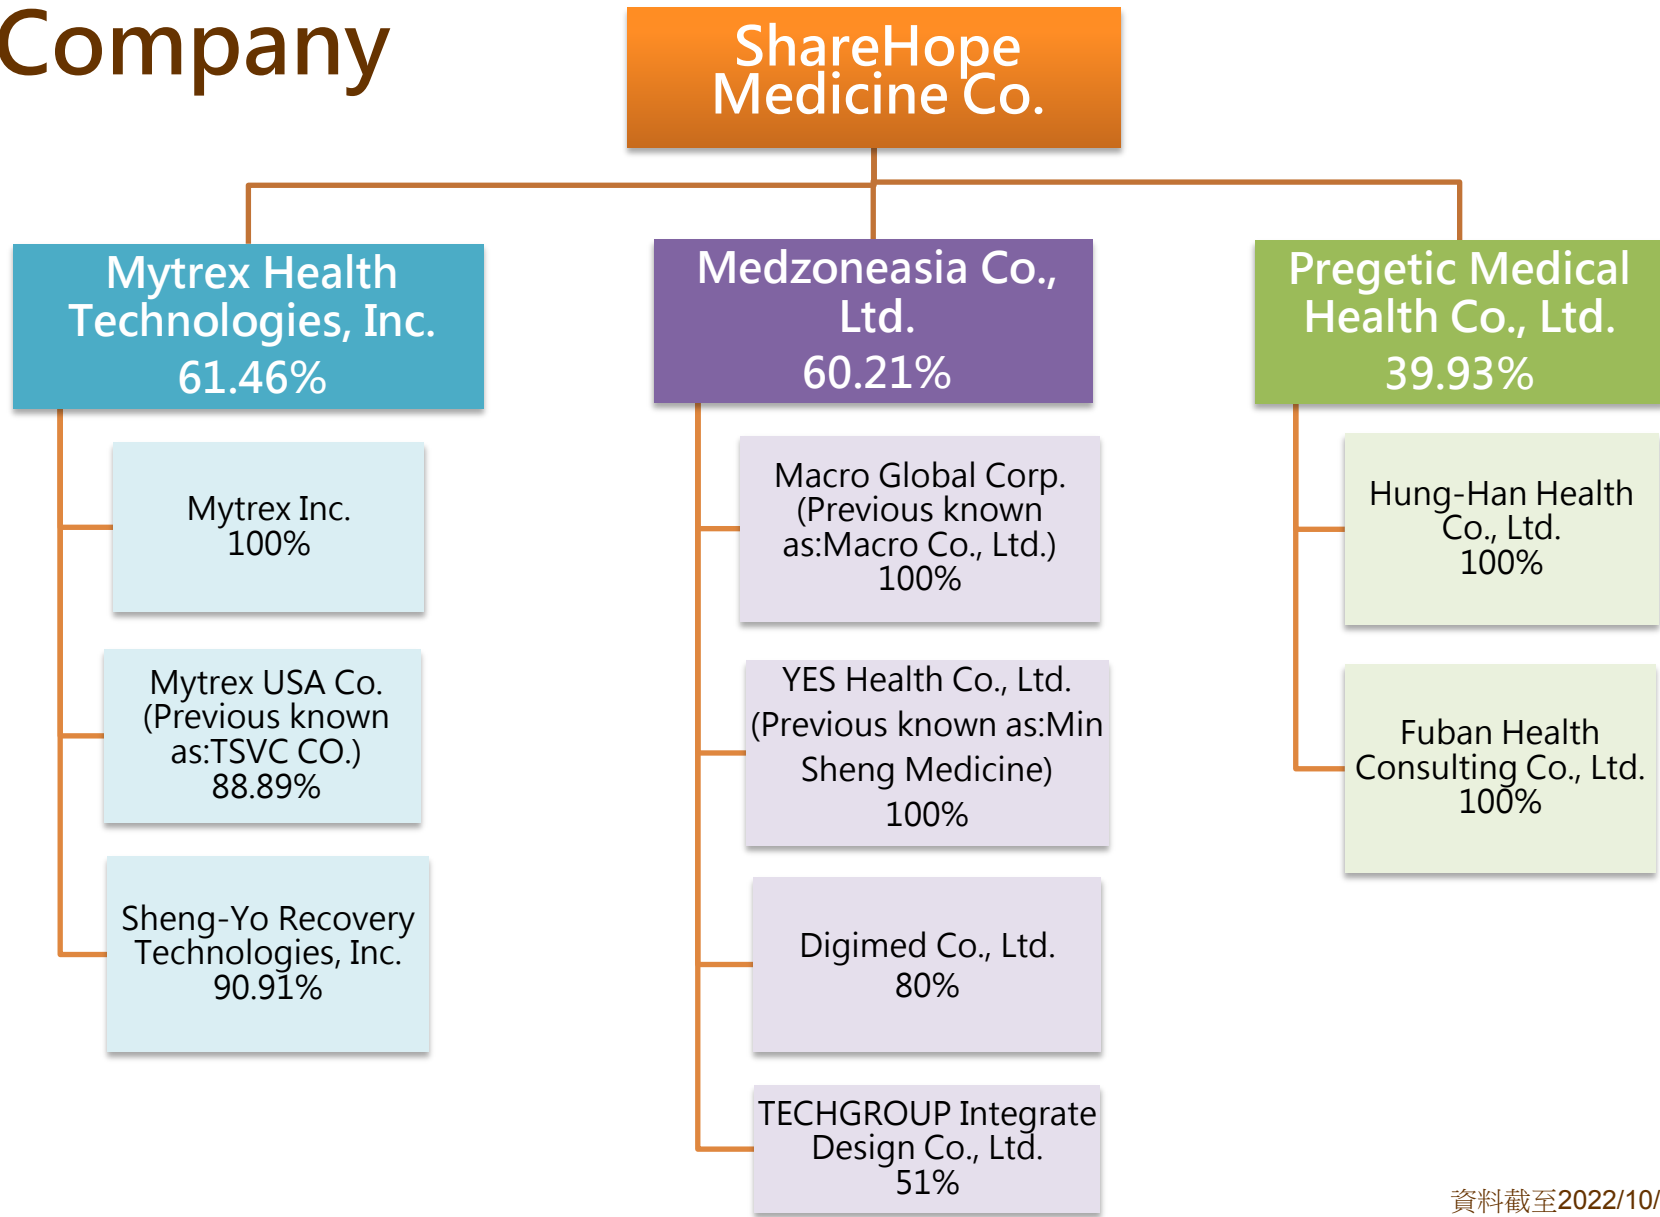 Company
ShareHope
Medicine Co.
Mytrex Health
Technologies, Inc.
61.46%
Mytrex Inc.
100%
Mytrex USA Co.
(Previous known
as:TSVC CO.)
88.89%
Sheng-Yo Recovery
Technologies, Inc.
90.91%
Medzoneasia Co.,
Ltd.
60.21%
Macro Global Corp.
(Previous known
as:Macro Co., Ltd.)
100%
YES Health Co., Ltd.
(Previous known as:Min
Sheng Medicine)
100%
Digimed Co., Ltd.
80%
TECHGROUP Integrate
Design Co., Ltd.
51%
Pregetic Medical
Health Co., Ltd.
39.93%
Hung-Han Health
Co., Ltd.
100%
Fuban Health
Consulting Co., Ltd.
100%
資料截至2022/10/